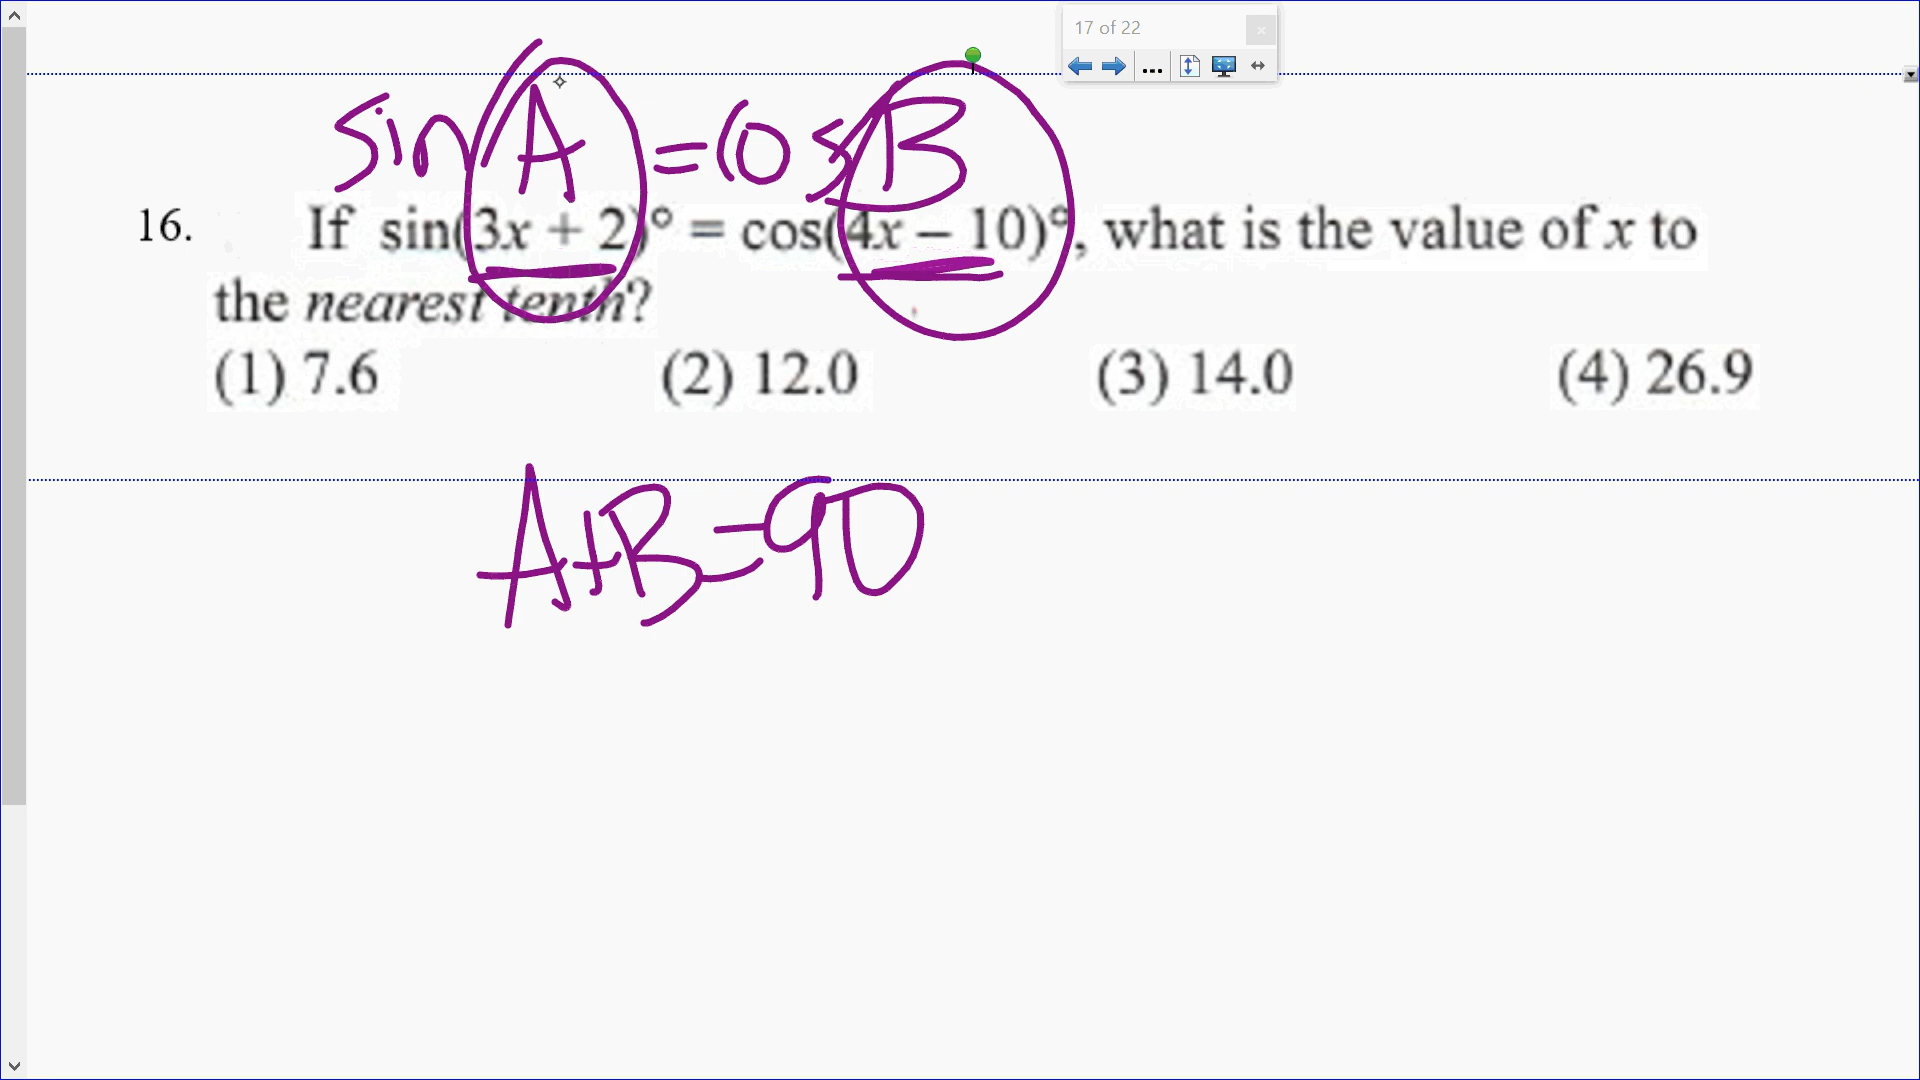 17 of 22
sin A = cos B
16. If sin(3x + 2)° = cos(4x – 10)°, what is the value of x to
the nearest tenth?
(1) 7.6 (2) 12.0 (3) 14.0 (4) 26.9
A+B=90